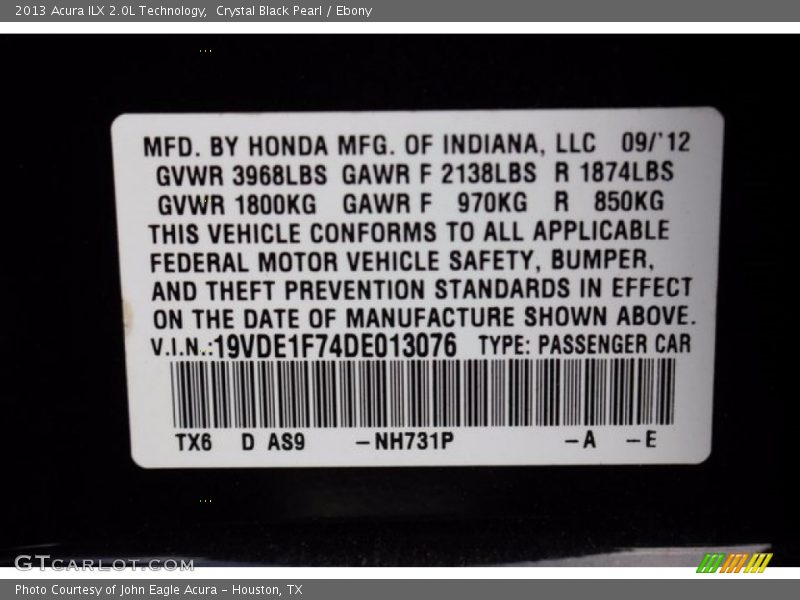 2013 Acura ILX 2.0L Technology,  Crystal Black Pearl / Ebony
MFD. BY HONDA MFG. OF INDIANA, LLC 09/'12
GVWR 3968LBS GAWR F 2138LBS R 1874LBS
GVWR 1800KG GAWR F 970KG R 850KG
THIS VEHICLE CONFORMS TO ALL APPLICABLE
FEDERAL MOTOR VEHICLE SAFETY, BUMPER,
AND THEFT PREVENTION STANDARDS IN EFFECT
ON THE DATE OF MANUFACTURE SHOWN ABOVE.
V.I.N.:19VDE1F74DE013076 TYPE: PASSENGER CAR
TX6 D AS9 -NH731P -A -E
GTCARLOT.COM
Photo Courtesy of John Eagle Acura - Houston, TX